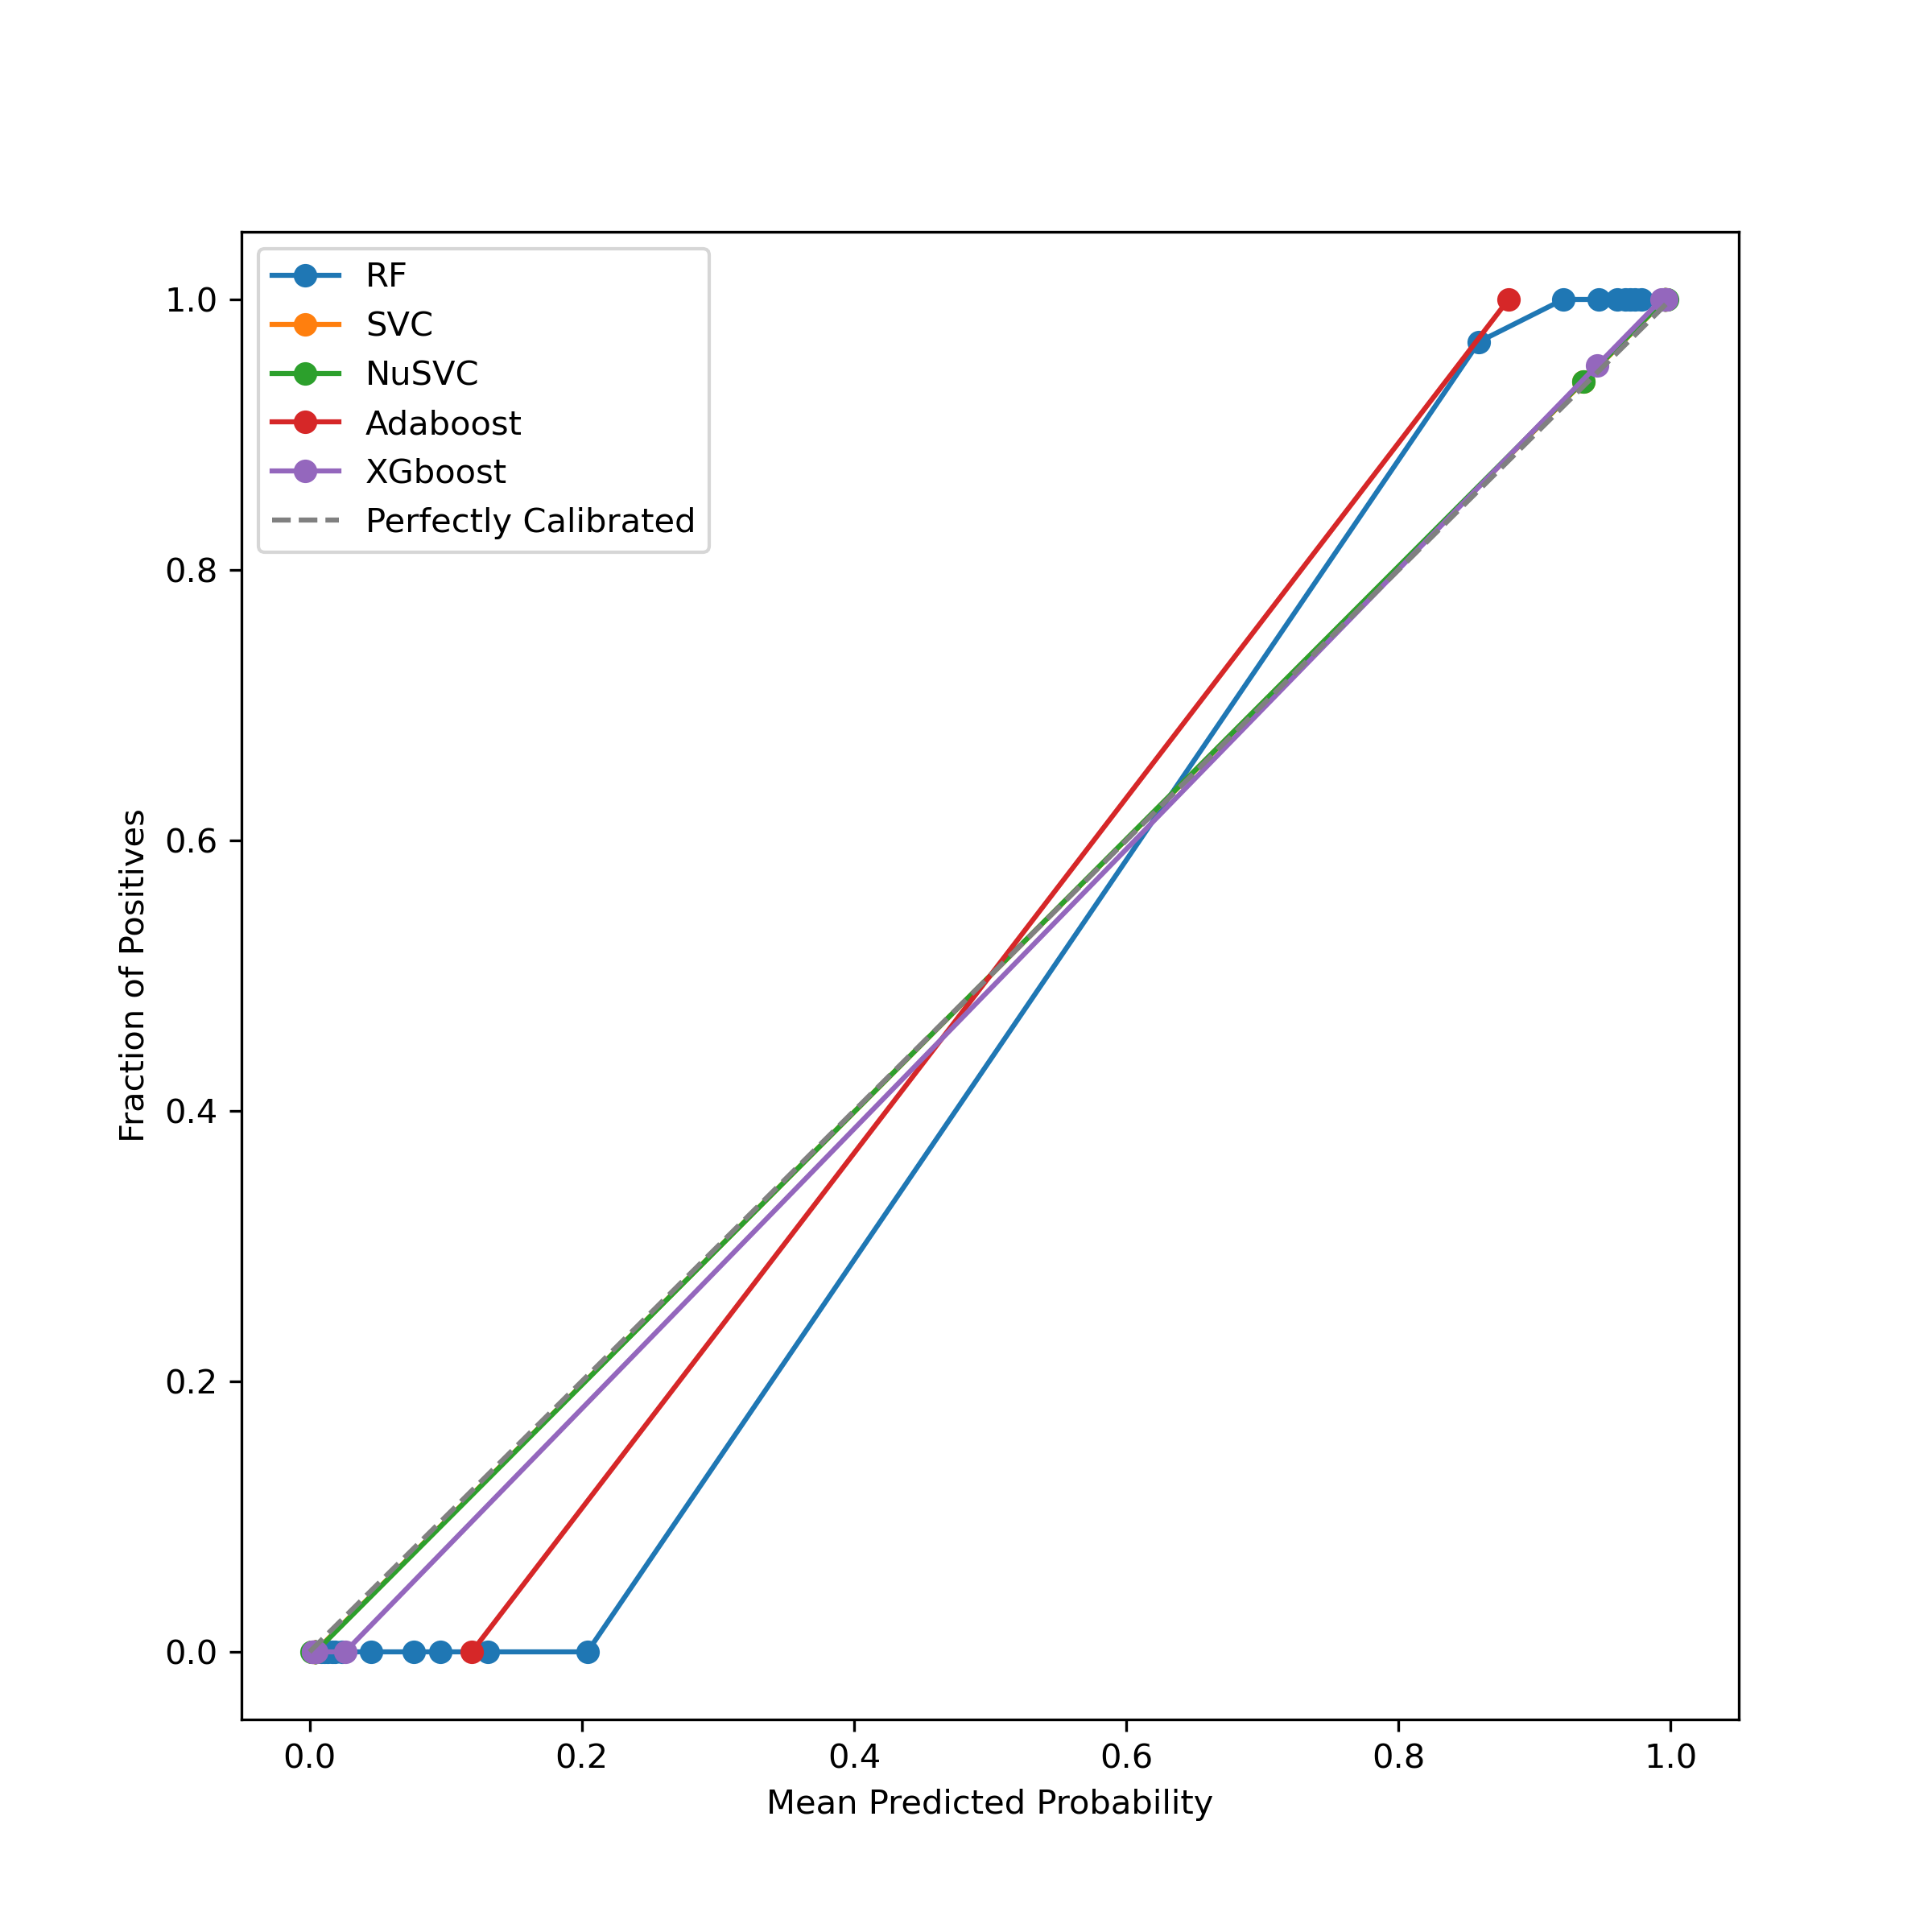 RF
SVC
NuSVC
Adaboost
XGboost
Perfectly Calibrated
1.0
0.8
0.6
0.4
0.2
0.0
Fraction of Positives
0.0 0.2 0.4 0.6 0.8 1.0
Mean Predicted Probability